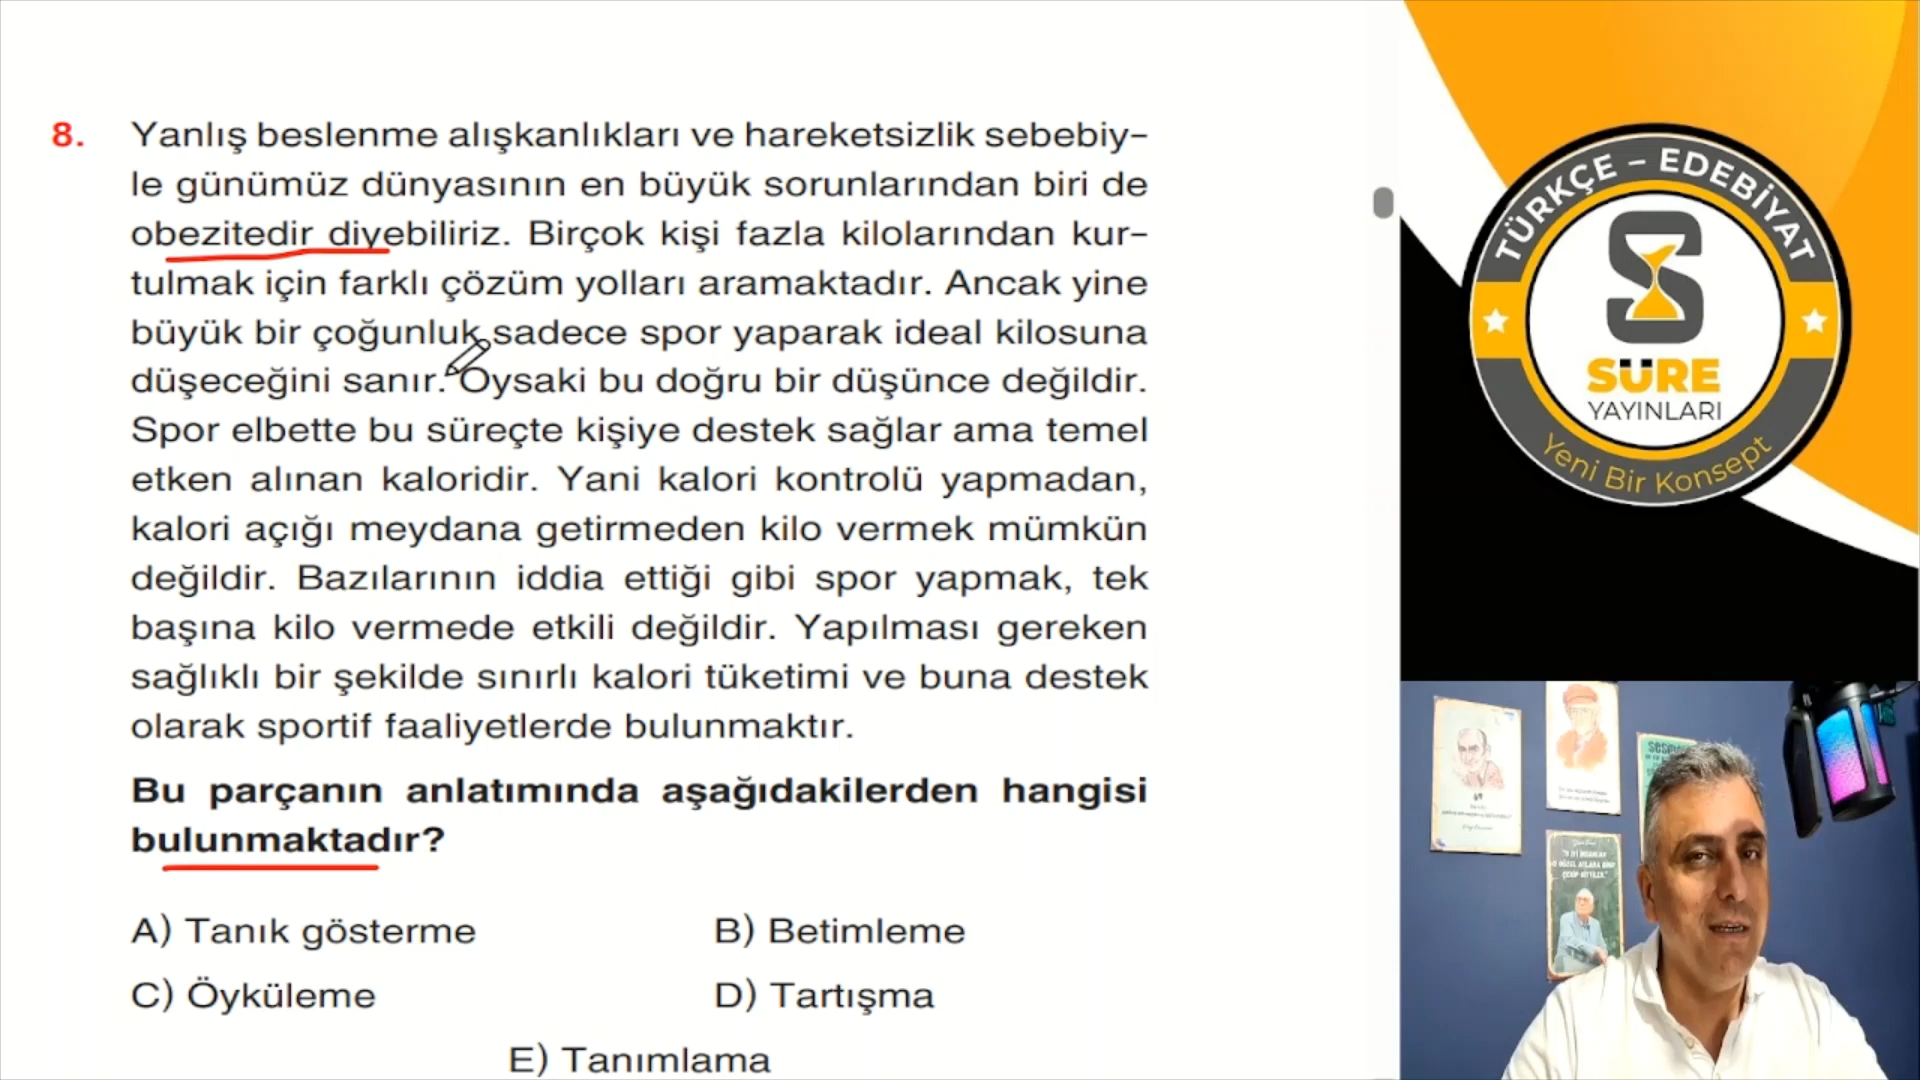 8. Yanlış beslenme alışkanlıkları ve hareketsizlik sebebiy-
le günümüz dünyasının en büyük sorunlarından biri de
obezitedir diyebiliriz. Birçok kişi fazla kilolarından kur-
tulmak için farklı çözüm yolları aramaktadır. Ancak yine
büyük bir çoğunluk sadece spor yaparak ideal kilosuna
düşeceğini sanır. Oysaki bu doğru bir düşünce değildir.
Spor elbette bu süreçte kişiye destek sağlar ama temel
etken alınan kaloridir. Yani kalori kontrolü yapmadan,
kalori açığı meydana getirmeden kilo vermek mümkün
değildir. Bazılarının iddia ettiği gibi spor yapmak, tek
başına kilo vermede etkili değildir. Yapılması gereken
sağlıklı bir şekilde sınırlı kalori tüketimi ve buna destek
olarak sportif faaliyetlerde bulunmaktır.
Bu parçanın anlatımında aşağıdakilerden hangisi
bulunmaktadır?
A) Tanık gösterme
B) Betimleme
C) Öyküleme
D) Tartışma
E) Tanımlama
TÜRKÇE – EDEBİYAT
SÜRE
YAYINLARI
Yeni Bir Konsept